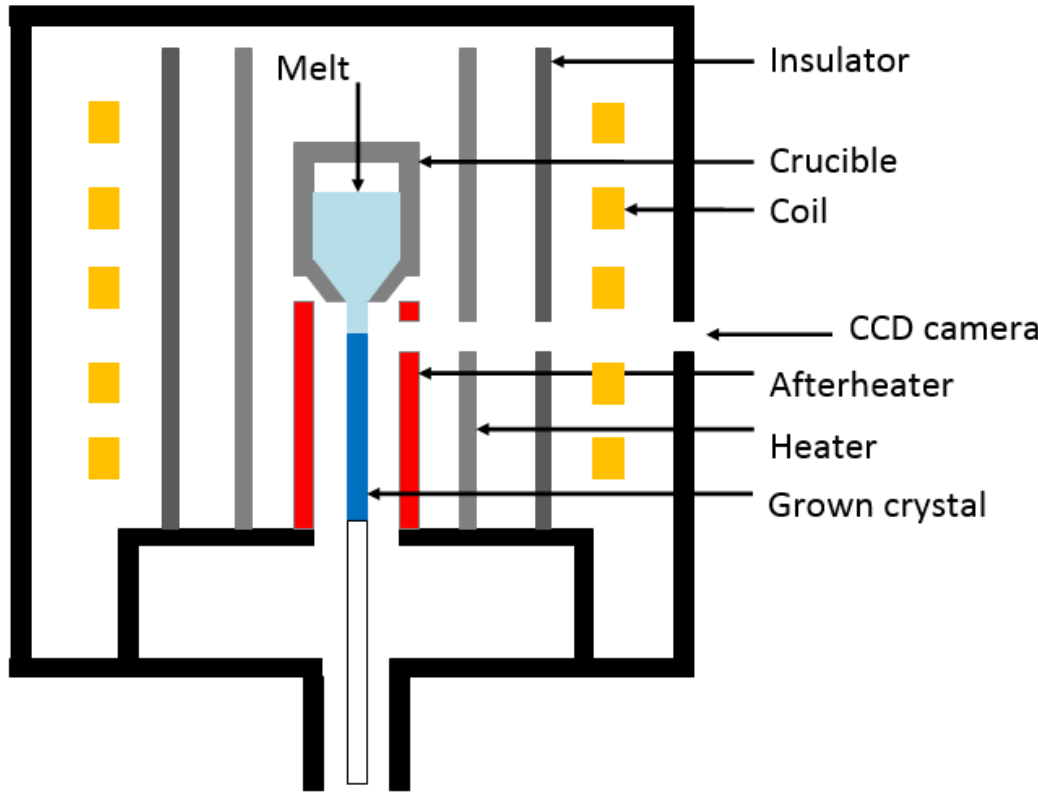 Melt
Insulator
Crucible
Coil
CCD camera
Afterheater
Heater
Grown crystal